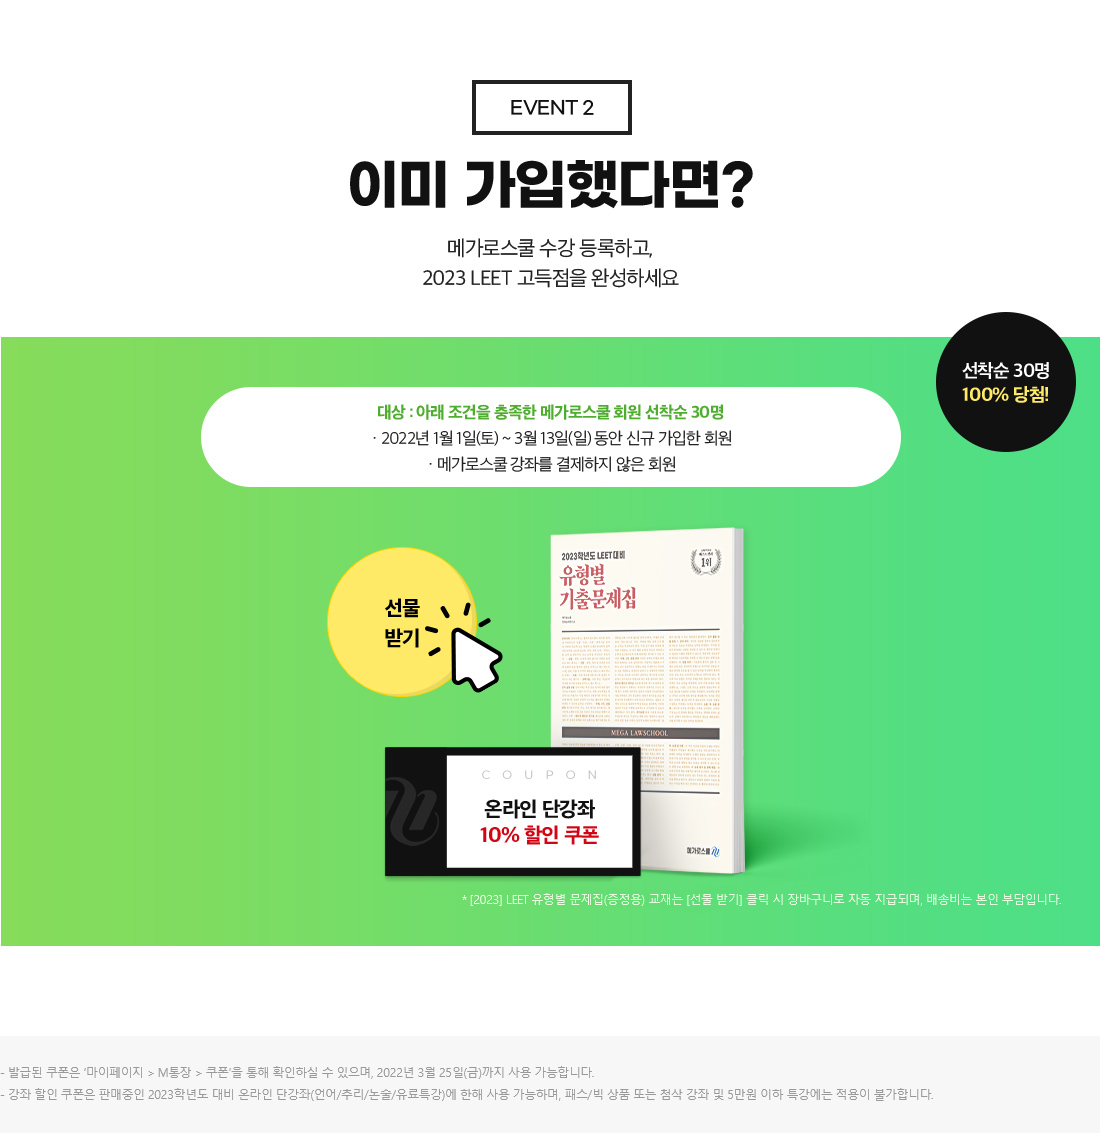 EVENT 2
이미 가입했다면?
메가로스쿨 수강 등록하고,
2023 LEET 고득점을 완성하세요
선착순 30명
100% 당첨!
대상 : 아래 조건을 충족한 메가로스쿨 회원 선착순 30명
· 2022년 1월 1일(토) ~ 3월 13일(일) 동안 신규 가입한 회원
· 메가로스쿨 강좌를 결제하지 않은 회원
2023학년도 LEET 대비
1위
유형별
기출문제집
선물
받기
MEGA LAWSCHOOL
COUPON
온라인 단강좌
10% 할인 쿠폰
메가로스쿨
* [2023] LEET 유형별 문제집(증정용) 교재는 [선물 받기] 클릭 시 장바구니로 자동 지급되며, 배송비는 본인 부담입니다.
- 발급된 쿠폰은 '마이페이지 > M통장 > 쿠폰'을 통해 확인하실 수 있으며, 2022년 3월 25일(금)까지 사용 가능합니다.
- 강좌 할인 쿠폰은 판매중인 2023학년도 대비 온라인 단강좌(언어/추리/논술/유료특강)에 한해 사용 가능하며, 패스/빅 상품 또는 첨삭 강좌 및 5만원 이하 특강에는 적용이 불가합니다.